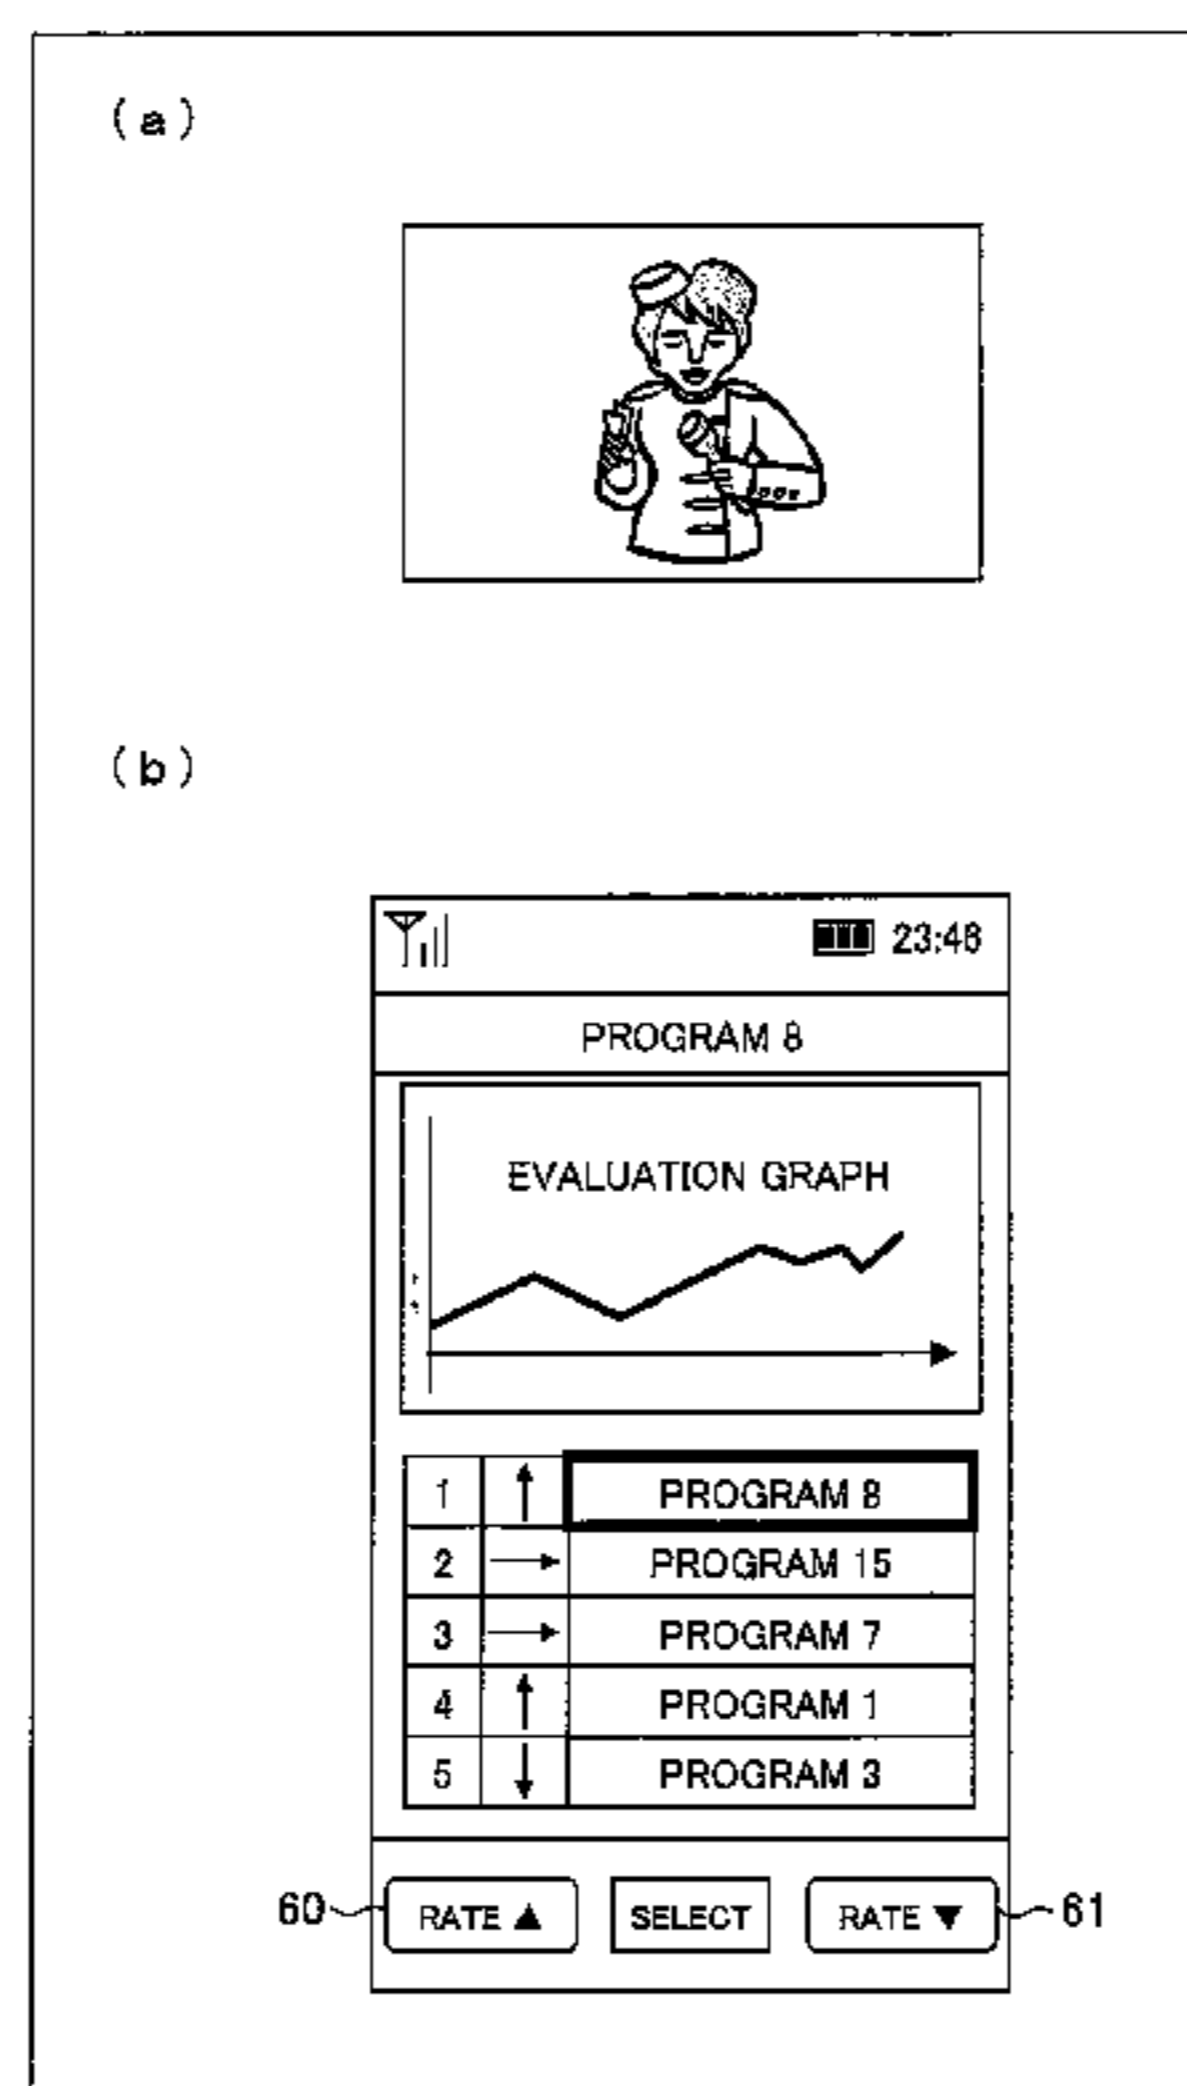 (a)
(b)
23:46
PROGRAM 8
EVALUATION GRAPH
1 ↑ PROGRAM 8
2 → PROGRAM 15
3 → PROGRAM 7
4 ↑ PROGRAM 1
5 ↓ PROGRAM 3
60 RATE ▲ SELECT RATE ▼ 61